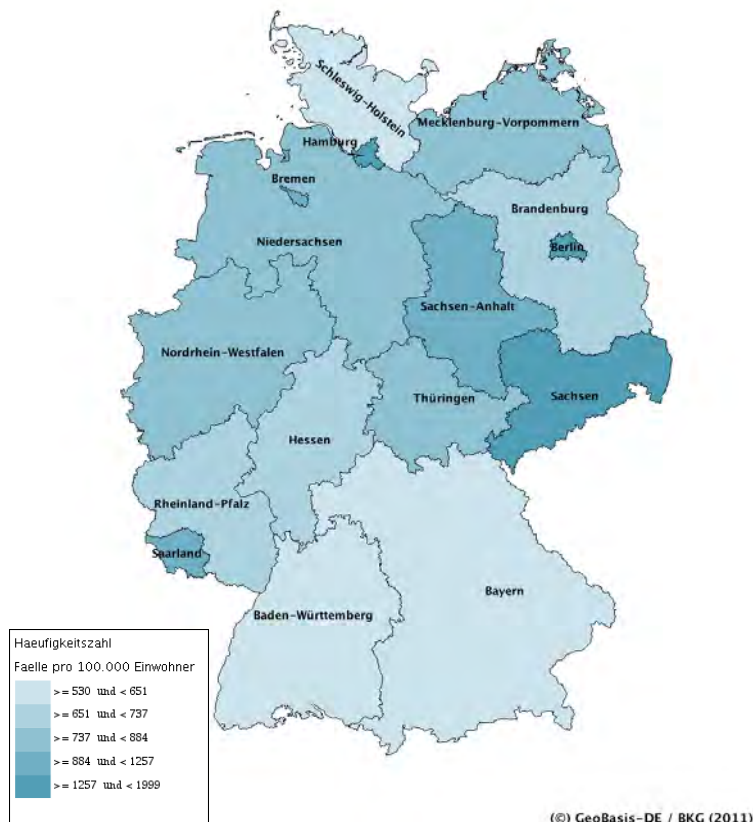 Schleswig-Holstein
Mecklenburg-Vorpommern
Hamburg
Bremen
Brandenburg
Niedersachsen
Berlin
Sachsen-Anhalt
Nordrhein-Westfalen
Thüringen
Sachsen
Hessen
Rheinland-Pfalz
Saarland
Bayern
Baden-Württemberg
Haeufigkeitszahl
Faelle pro 100.000 Einwohner
>= 530 und < 651
>= 651 und < 737
>= 737 und < 884
>= 884 und < 1257
>= 1257 und < 1999
(©) GeoBasis-DE / BKG (2011)